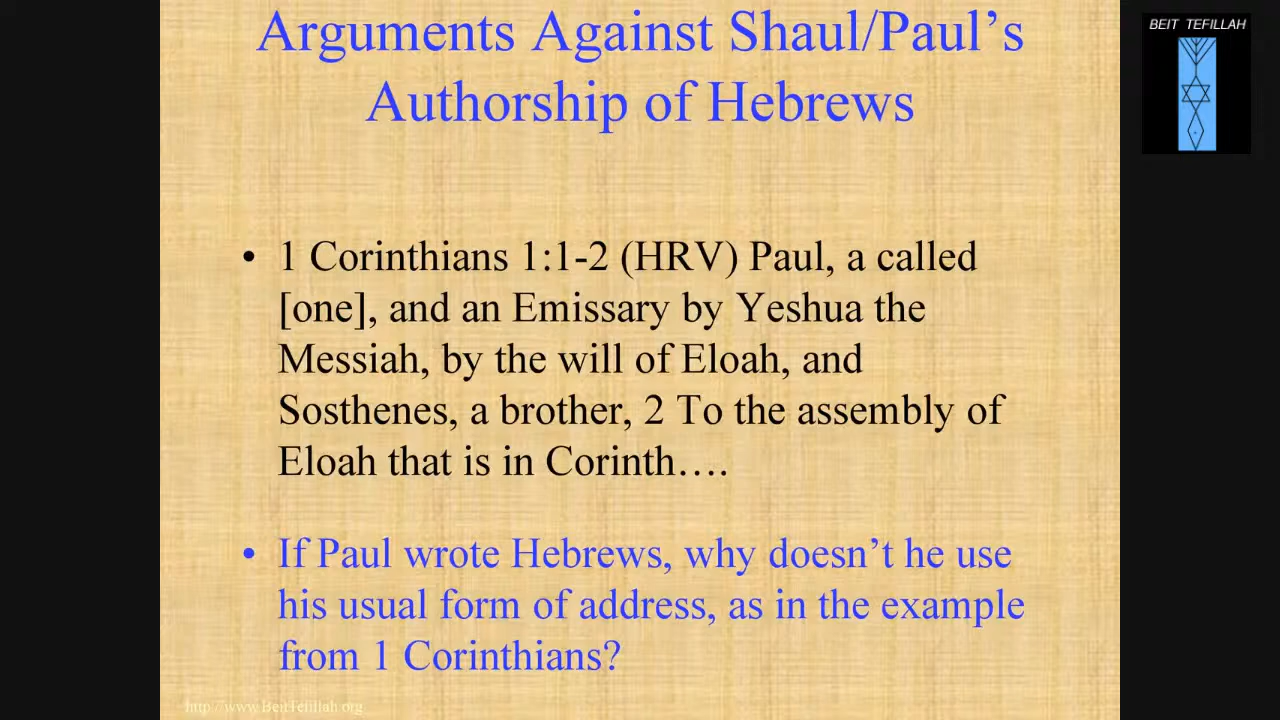 Arguments Against Shaul/Paul’s
Authorship of Hebrews
BEIT TEFILLAH
• 1 Corinthians 1:1-2 (HRV) Paul, a called
[one], and an Emissary by Yeshua the
Messiah, by the will of Eloah, and
Sosthenes, a brother, 2 To the assembly of
Eloah that is in Corinth….
• If Paul wrote Hebrews, why doesn’t he use
his usual form of address, as in the example
from 1 Corinthians?
http://www.BeitTefillah.org